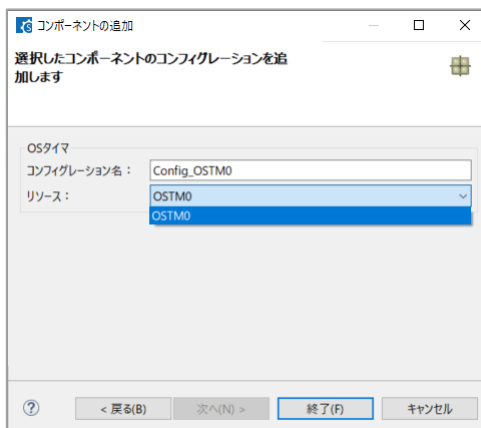 コンポーネントの追加
選択したコンポーネントのコンフィグレーションを追
加します
OSタイマ
コンフィグレーション名： Config_OSTM0
リソース： OSTM0
OSTM0
< 戻る(B) 次へ(N) > 終了(F) キャンセル